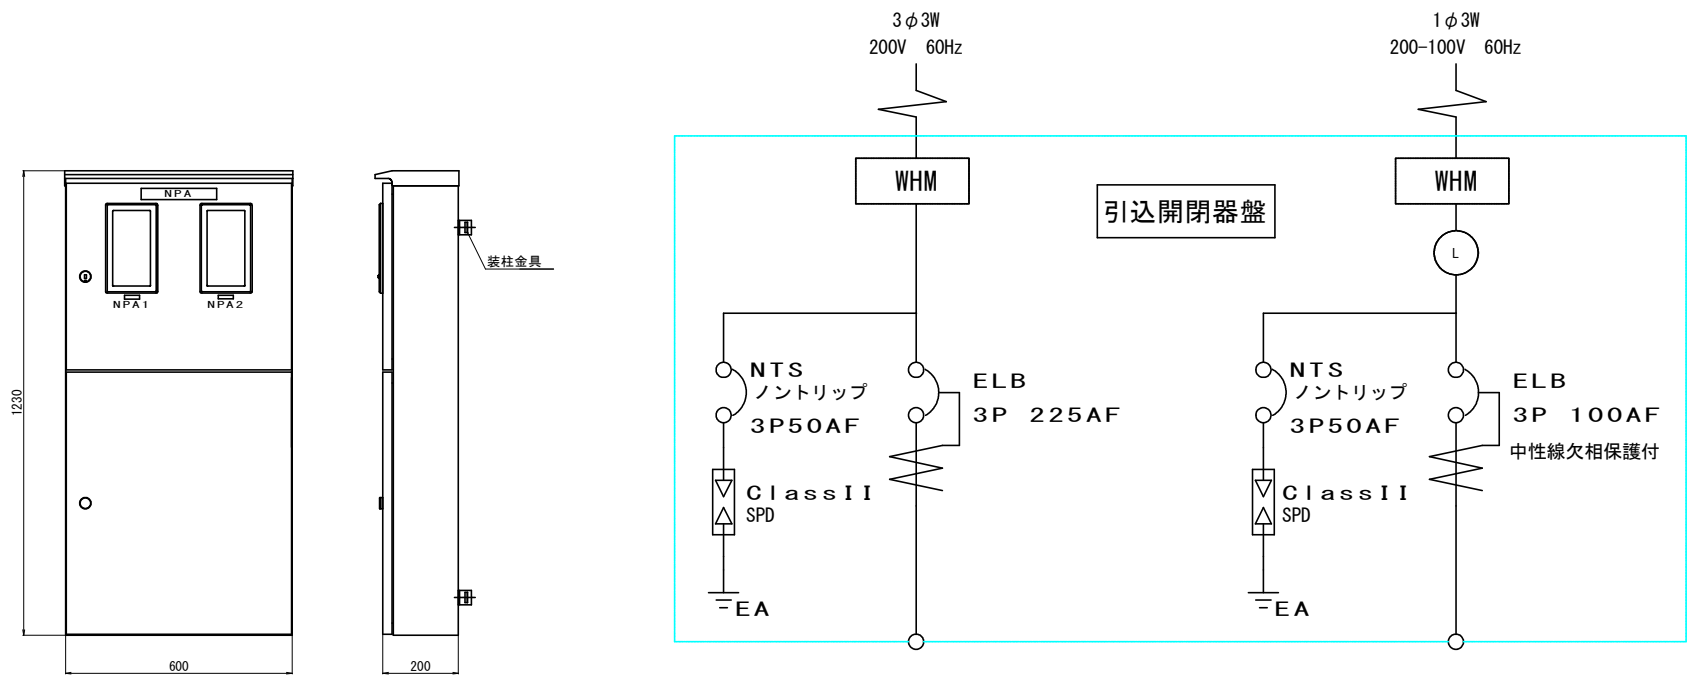 NPA
NPA1
NPA2
1230
600
装柱金具
200
3φ3W
200V 60Hz
WHM
NTS
ノントリップ
3P50AF
ELB
3P 225AF
ClassII
SPD
EA
引込開閉器盤
1φ3W
200-100V 60Hz
WHM
L
NTS
ノントリップ
3P50AF
ELB
3P 100AF
中性線欠相保護付
ClassII
SPD
EA